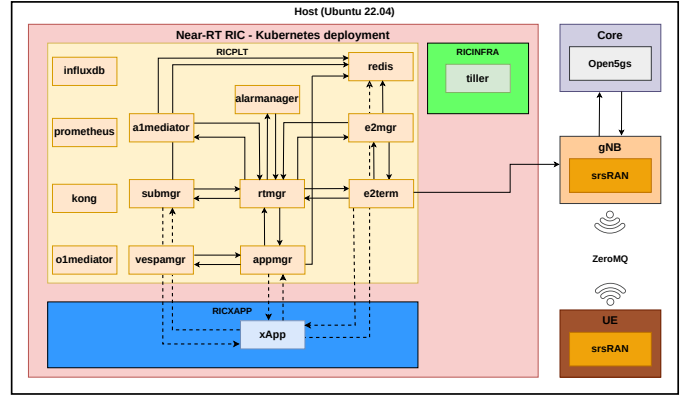 Host (Ubuntu 22.04)
Near-RT RIC - Kubernetes deployment
RICPLT
influxdb
redis
alarmanager
prometheus
a1mediator
e2mgr
kong
submgr
rtmgr
e2term
o1mediator
vespamgr
appmgr
RICINFRA
tiller
RICXAPP
xApp
Core
Open5gs
gNB
srsRAN
ZeroMQ
UE
srsRAN